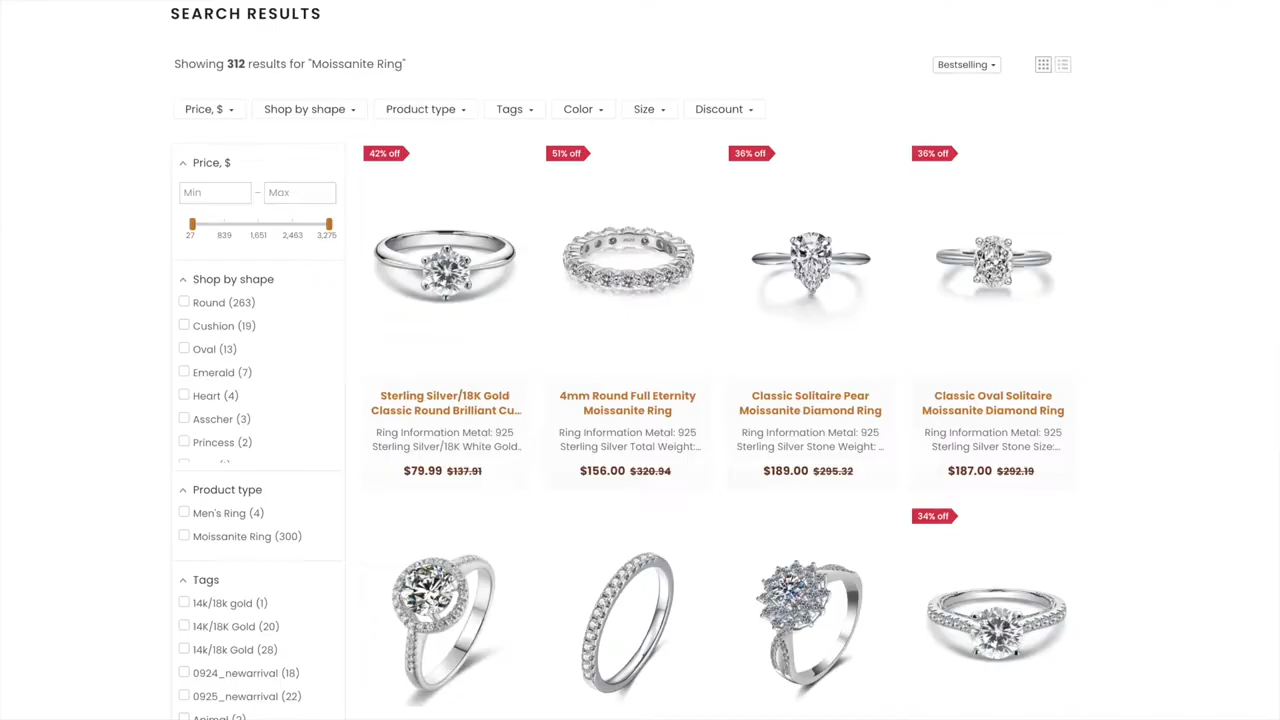 SEARCH RESULTS
Showing 312 results for "Moissanite Ring"
Bestselling
Price, $
Shop by shape
Product type
Tags
Color
Size
Discount
Price, $
Min – Max
27 839 1,651 2,463 3,275
Shop by shape
Round (263)
Cushion (19)
Oval (13)
Emerald (7)
Heart (4)
Asscher (3)
Princess (2)
Product type
Men's Ring (4)
Moissanite Ring (300)
Tags
14k/18k gold (1)
14K/18K Gold (20)
14k/18k Gold (28)
0924_newarrival (18)
0925_newarrival (22)
Animal (2)
42% off
Sterling Silver/18K Gold
Classic Round Brilliant Cu...
Ring Information Metal: 925
Sterling Silver/18K White Gold..
$79.99 $137.91
51% off
4mm Round Full Eternity
Moissanite Ring
Ring Information Metal: 925
Sterling Silver Total Weight:...
$156.00 $320.94
36% off
Classic Solitaire Pear
Moissanite Diamond Ring
Ring Information Metal: 925
Sterling Silver Stone Weight: ...
$189.00 $295.32
36% off
Classic Oval Solitaire
Moissanite Diamond Ring
Ring Information Metal: 925
Sterling Silver Stone Size:...
$187.00 $292.19
34% off